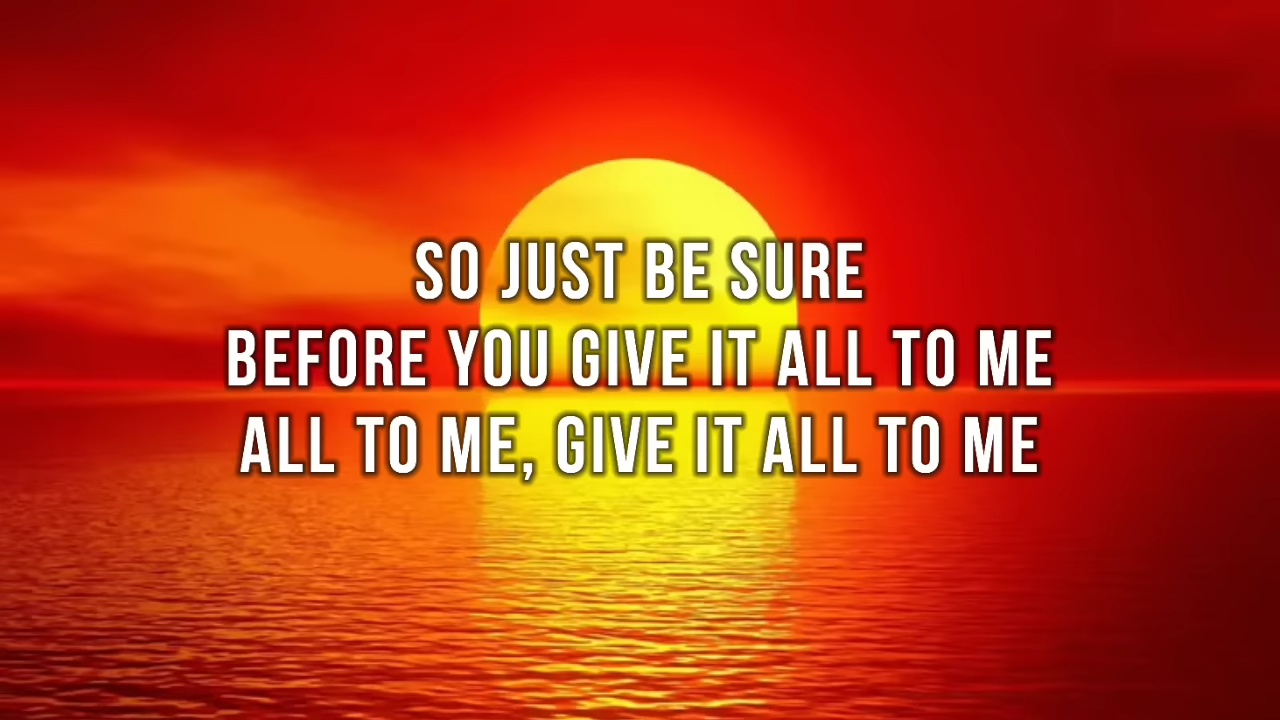 SO JUST BE SURE
BEFORE YOU GIVE IT ALL TO ME
ALL TO ME, GIVE IT ALL TO ME